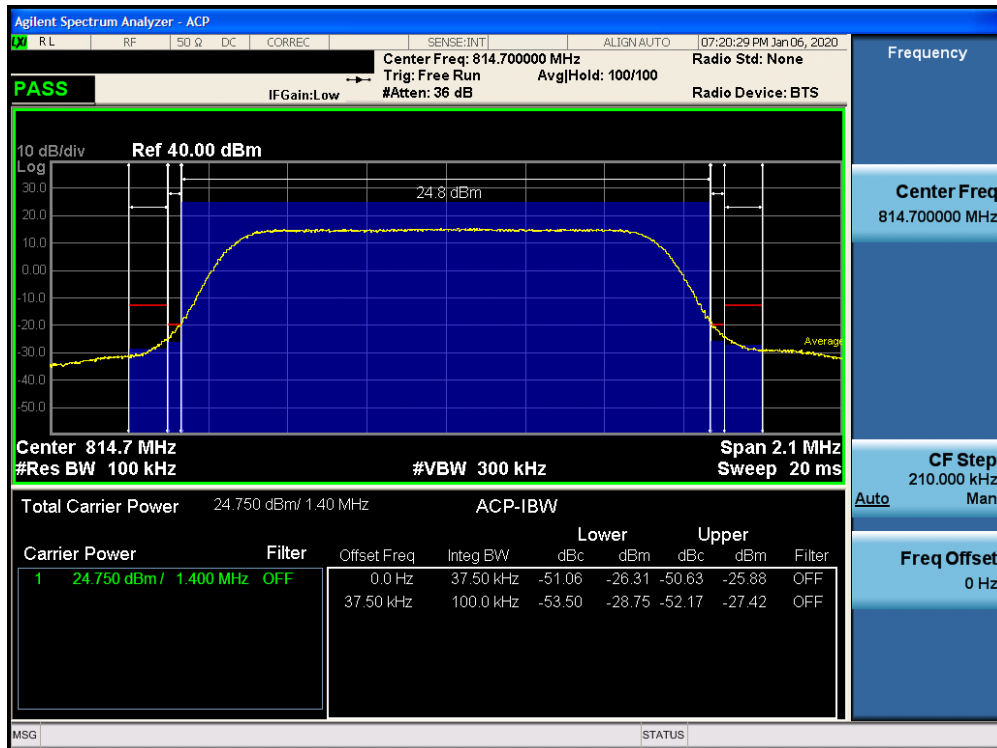 Agilent Spectrum Analyzer - ACP
LXI RL RF 50 Ω DC CORREC SENSE:INT ALIGN AUTO 07:20:29 PM Jan 06, 2020
Center Freq: 814.700000 MHz Radio Std: None
Trig: Free Run Avg|Hold: 100/100
PASS IFGain:Low #Atten: 36 dB Radio Device: BTS
10 dB/div Ref 40.00 dBm
Log
24.8 dBm
30.0
20.0
10.0
0.00
-10.0
-20.0
-30.0
-40.0
-50.0
Average
Center 814.7 MHz Span 2.1 MHz
#Res BW 100 kHz #VBW 300 kHz Sweep 20 ms
Total Carrier Power 24.750 dBm/ 1.40 MHz ACP-IBW
Lower Upper
Carrier Power Filter Offset Freq Integ BW dBc dBm dBc dBm Filter
1 24.750 dBm / 1.400 MHz OFF 0.0 Hz 37.50 kHz -51.06 -26.31 -50.63 -25.88 OFF
37.50 kHz 100.0 kHz -53.50 -28.75 -52.17 -27.42 OFF
MSG STATUS
Frequency
Center Freq
814.700000 MHz
CF Step
210.000 kHz
Auto Man
Freq Offset
0 Hz